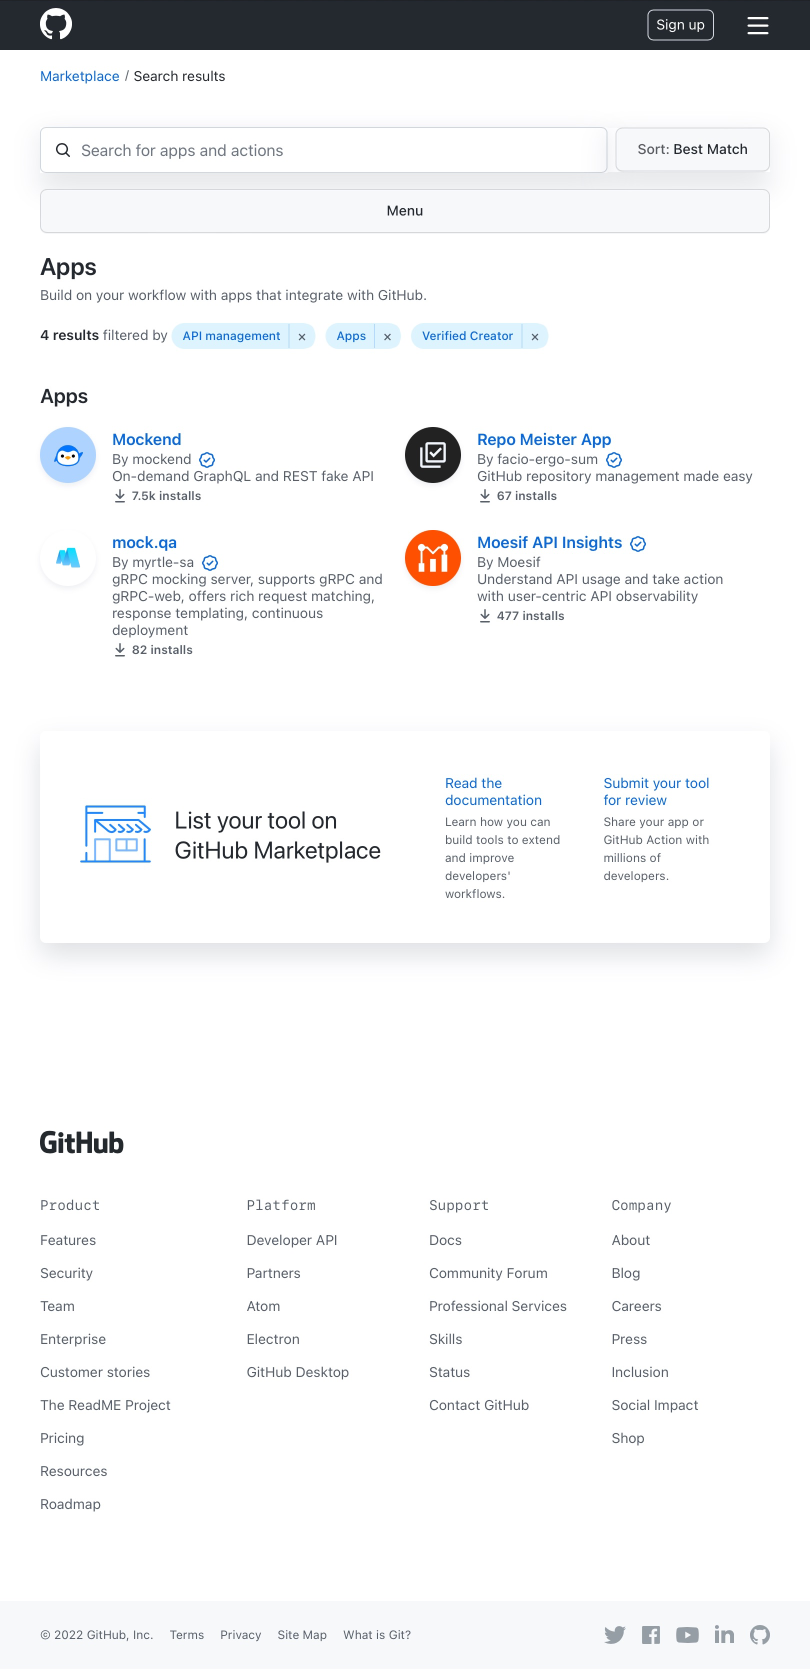 Sign up
Marketplace / Search results
Search for apps and actions
Sort: Best Match
Menu
Apps
Build on your workflow with apps that integrate with GitHub.
4 results filtered by API management × Apps × Verified Creator ×
Apps
Mockend
By mockend
On-demand GraphQL and REST fake API
7.5k installs
Repo Meister App
By facio-ergo-sum
GitHub repository management made easy
67 installs
mock.qa
By myrtle-sa
gRPC mocking server, supports gRPC and
gRPC-web, offers rich request matching,
response templating, continuous
deployment
82 installs
Moesif API Insights
By Moesif
Understand API usage and take action
with user-centric API observability
477 installs
List your tool on
GitHub Marketplace
Read the
documentation
Learn how you can
build tools to extend
and improve
developers'
workflows.
Submit your tool
for review
Share your app or
GitHub Action with
millions of
developers.
GitHub
Product
Features
Security
Team
Enterprise
Customer stories
The ReadME Project
Pricing
Resources
Roadmap
Platform
Developer API
Partners
Atom
Electron
GitHub Desktop
Support
Docs
Community Forum
Professional Services
Skills
Status
Contact GitHub
Company
About
Blog
Careers
Press
Inclusion
Social Impact
Shop
© 2022 GitHub, Inc. Terms Privacy Site Map What is Git?